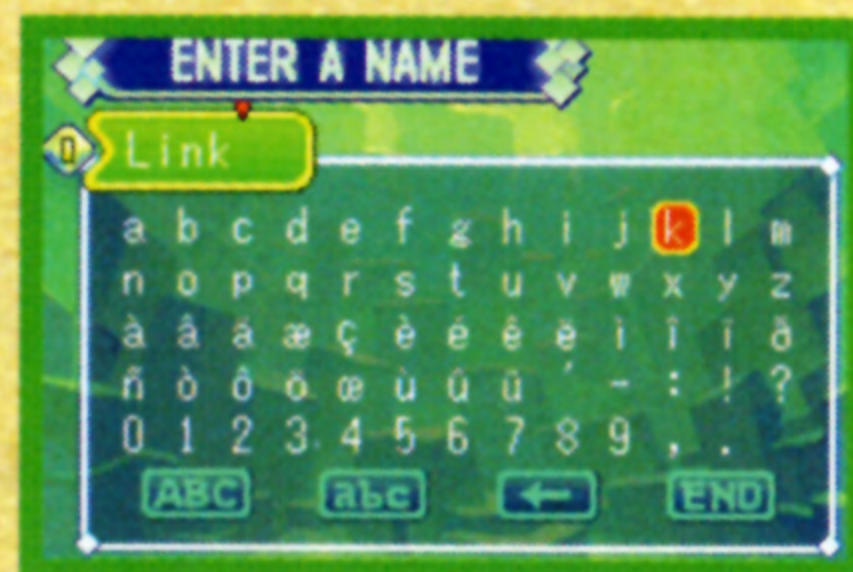 ENTER A NAME
Link
a b c d e f g h i j k l m
n o p q r s t u v w x y z
à â ä æ ç è é ê ë ì î ï ð
ñ ò ô ö œ ù û ü ´ - : ! ?
0 1 2 3 4 5 6 7 8 9 , .
ABC abc ← END